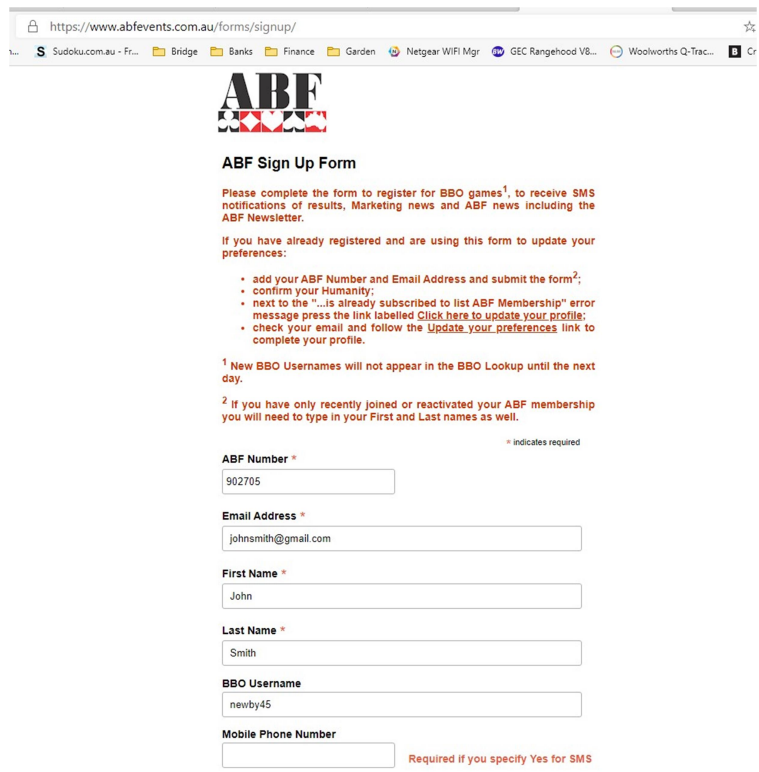 https://www.abfevents.com.au/forms/signup/
n... S Sudoku.com.au - Fr... Bridge Banks Finance Garden Netgear WIFI Mgr GEC Rangehood V8... Woolworths Q-Trac... B Cr
ABF
ABF Sign Up Form
Please complete the form to register for BBO games1, to receive SMS
notifications of results, Marketing news and ABF news including the
ABF Newsletter.
If you have already registered and are using this form to update your
preferences:
• add your ABF Number and Email Address and submit the form2;
• confirm your Humanity;
• next to the "...is already subscribed to list ABF Membership" error
message press the link labelled Click here to update your profile;
• check your email and follow the Update your preferences link to
complete your profile.
1 New BBO Usernames will not appear in the BBO Lookup until the next
day.
2 If you have only recently joined or reactivated your ABF membership
you will need to type in your First and Last names as well.
* indicates required
ABF Number *
902705
Email Address *
johnsmith@gmail.com
First Name *
John
Last Name *
Smith
BBO Username
newby45
Mobile Phone Number
Required if you specify Yes for SMS